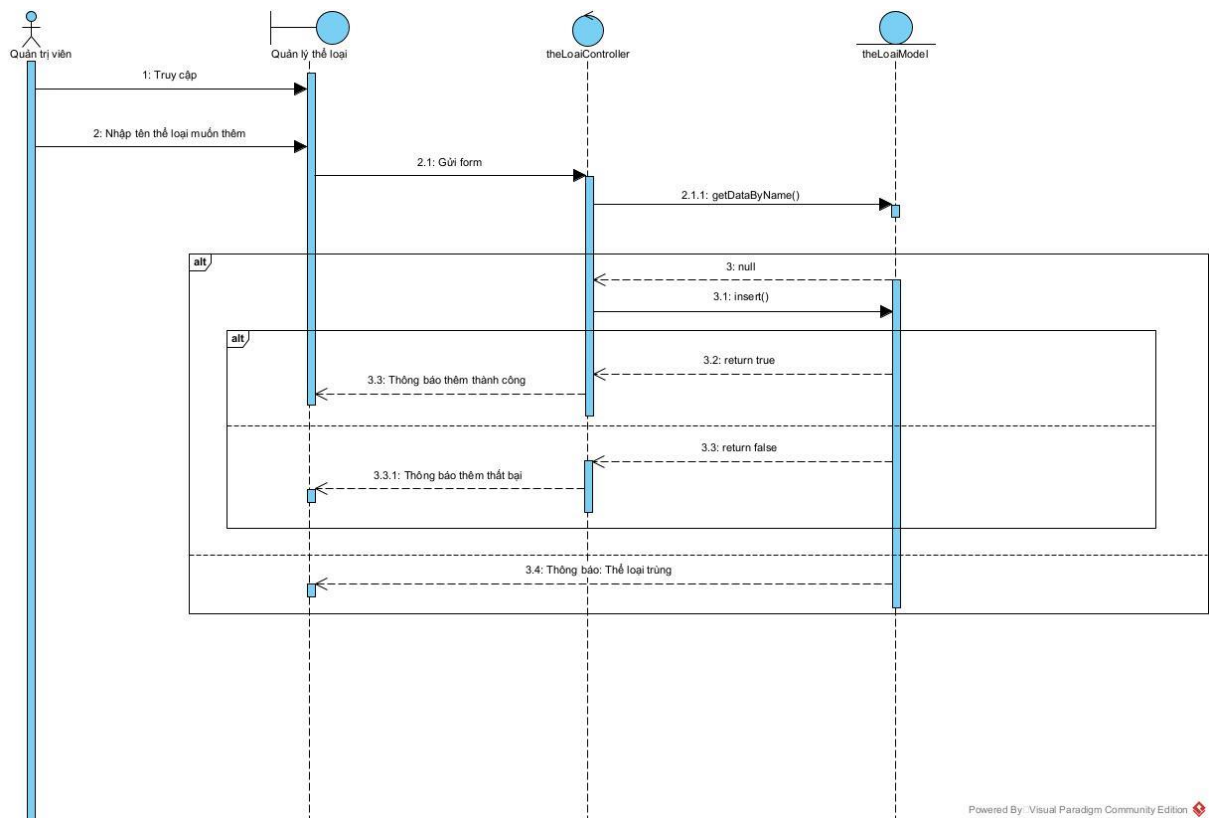 Quản trị viên
Quản lý thể loại
theLoaiController
theLoaiModel
1: Truy cập
2: Nhập tên thể loại muốn thêm
2.1: Gửi form
2.1.1: getDataByName()
alt
3: null
3.1: insert()
alt
3.2: return true
3.3: Thông báo thêm thành công
3.3: return false
3.3.1: Thông báo thêm thất bại
3.4: Thông báo: Thể loại trùng
Powered By Visual Paradigm Community Edition